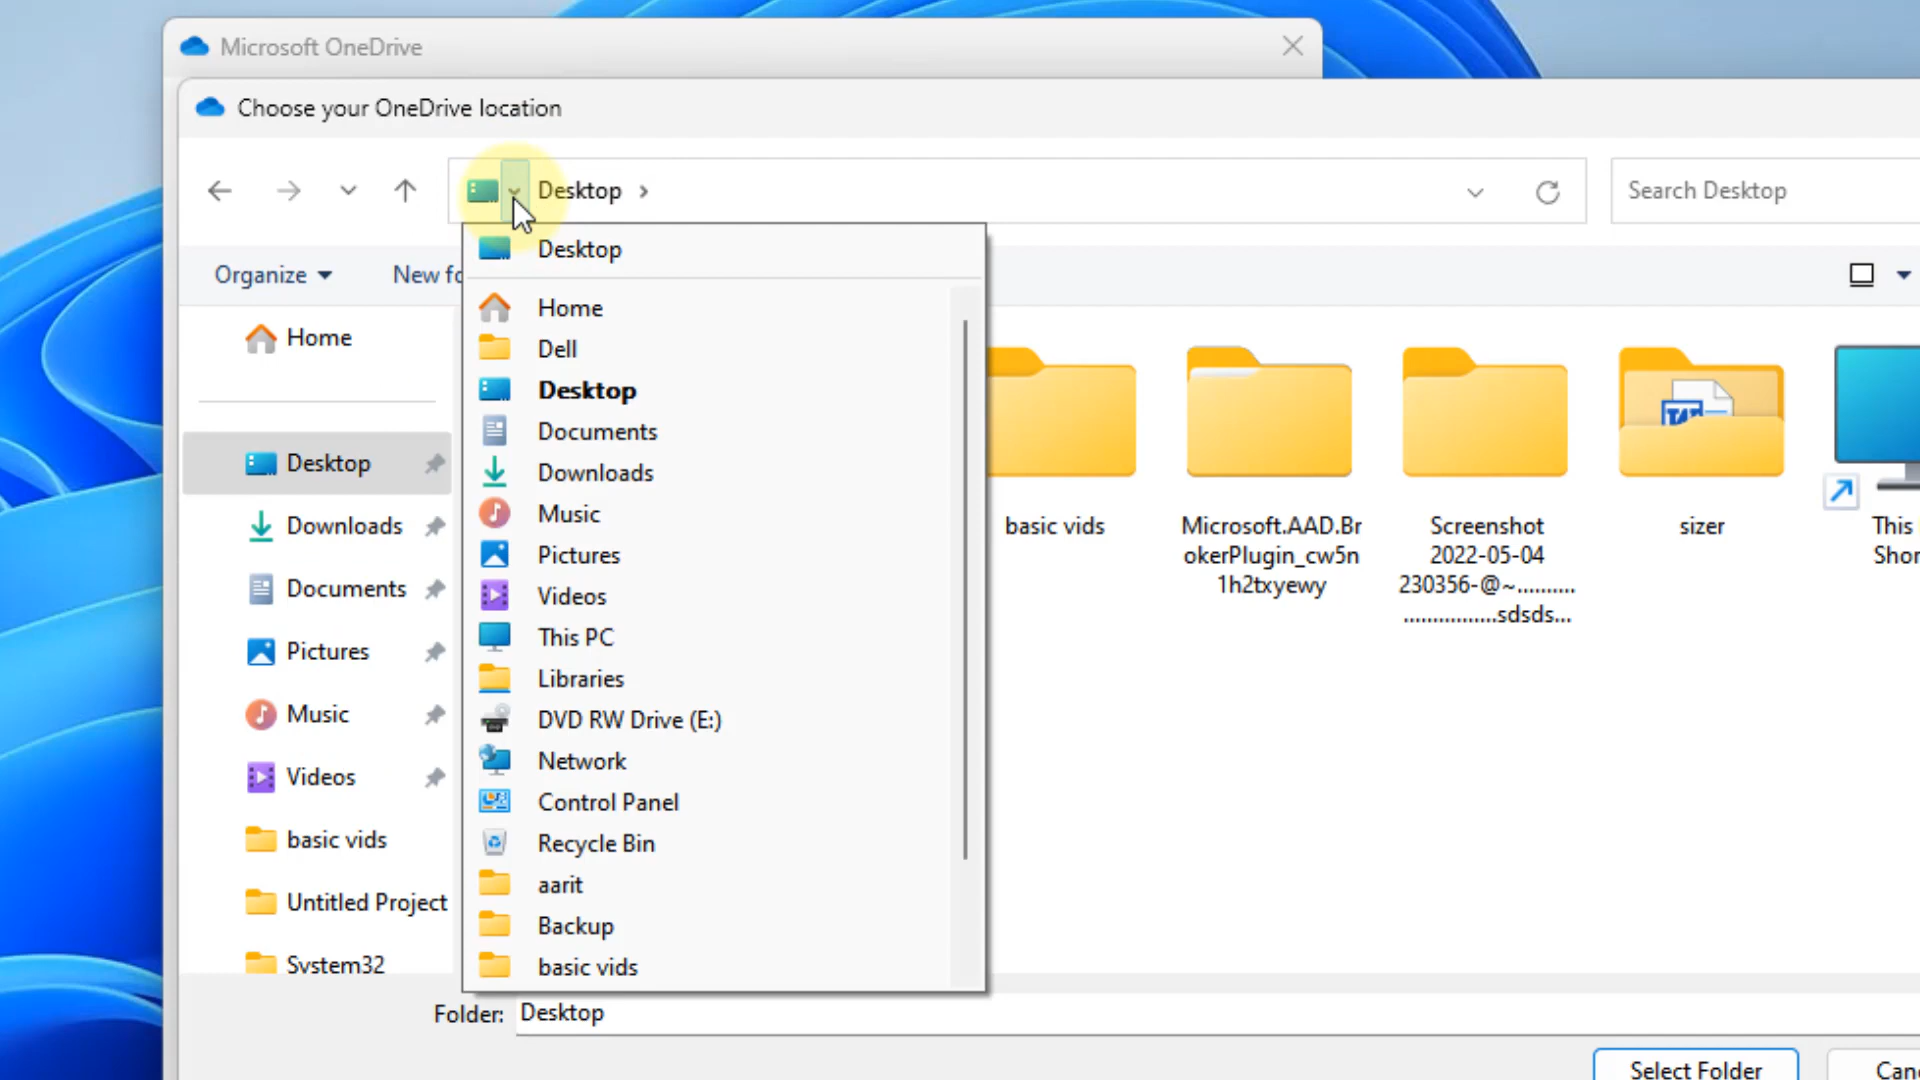 Microsoft OneDrive
Choose your OneDrive location
Desktop
Search Desktop
Organize
New fo
Desktop
Home
Dell
Desktop
Documents
Downloads
Music
Pictures
Videos
This PC
Libraries
DVD RW Drive (E:)
Network
Control Panel
Recycle Bin
aarit
Backup
basic vids
Home
Desktop
Downloads
Documents
Pictures
Music
Videos
basic vids
Untitled Project
System32
basic vids
Microsoft.AAD.Br
okerPlugin_cw5n
1h2txyewy
Screenshot
2022-05-04
230356-@~..........
................sdsds...
sizer
This
Shor
Folder: Desktop
Select Folder
Canc